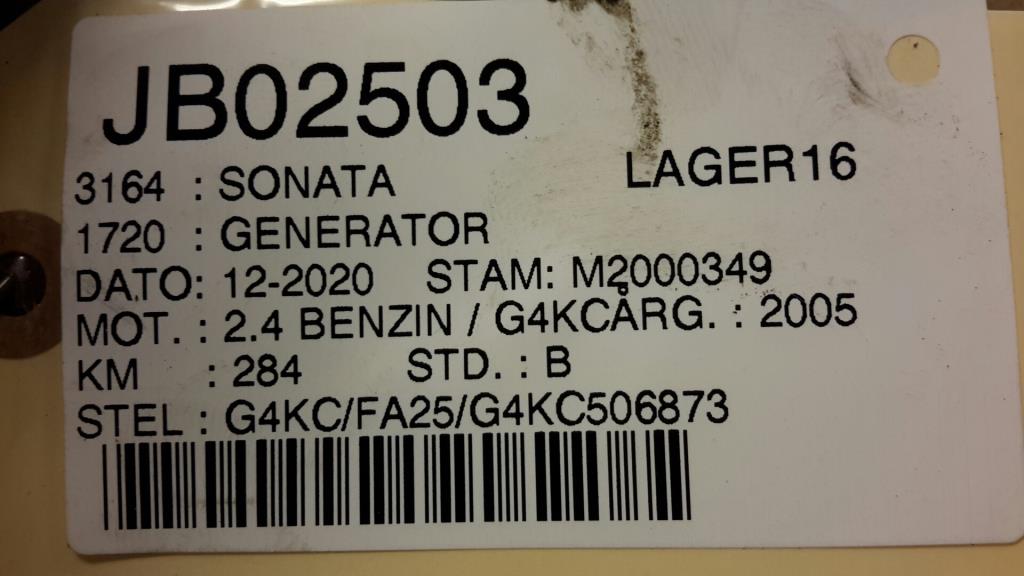 JB02503
3164 : SONATA LAGER16
1720 : GENERATOR
DATO: 12-2020 STAM: M2000349
MOT. : 2.4 BENZIN / G4KCÅRG. : 2005
KM : 284 STD. : B
STEL : G4KC/FA25/G4KC506873